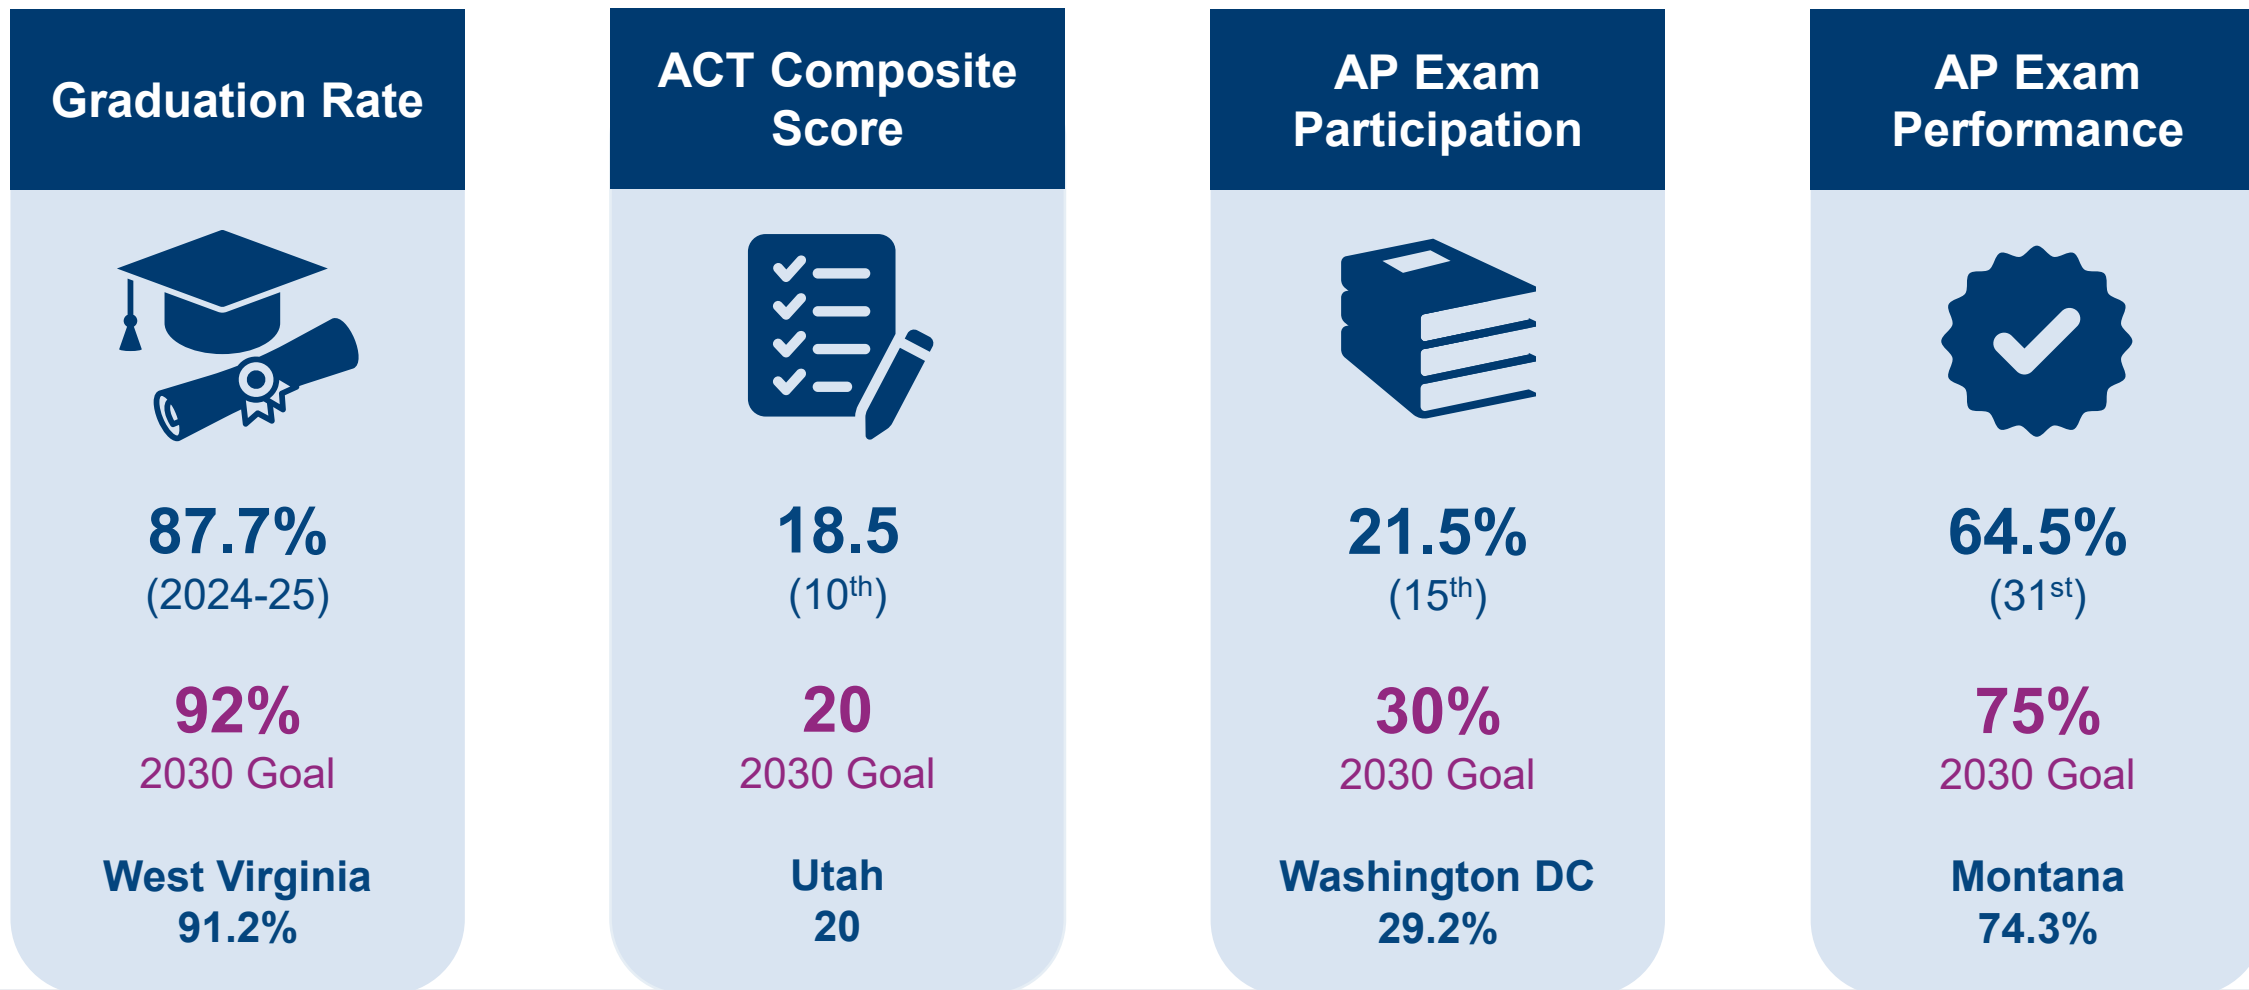 Graduation Rate
87.7%
(2024-25)
92%
2030 Goal
West Virginia
91.2%
ACT Composite
Score
18.5
(10th)
20
2030 Goal
Utah
20
AP Exam
Participation
21.5%
(15th)
30%
2030 Goal
Washington DC
29.2%
AP Exam
Performance
64.5%
(31st)
75%
2030 Goal
Montana
74.3%